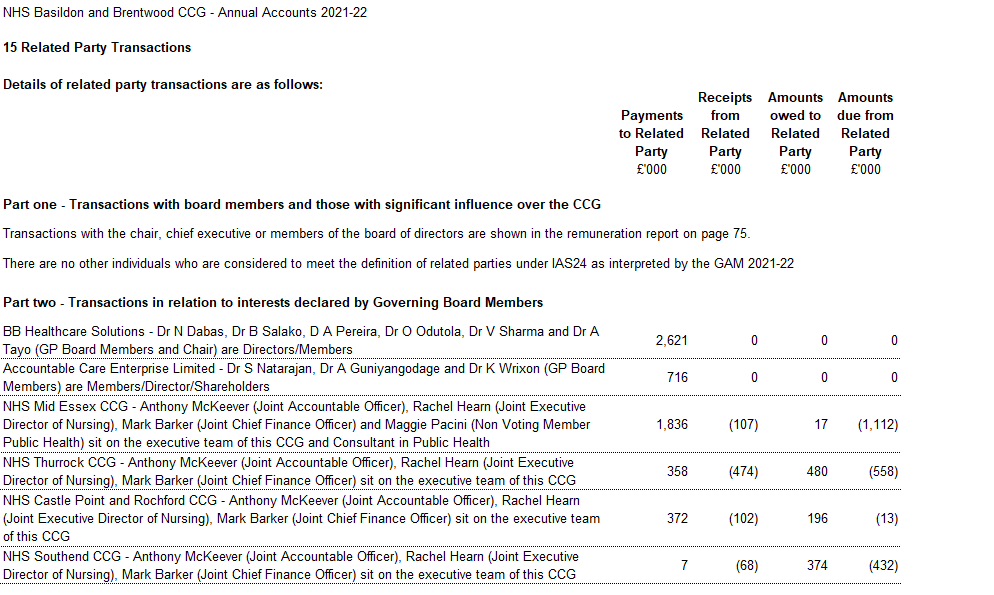 NHS Basildon and Brentwood CCG - Annual Accounts 2021-22
15 Related Party Transactions
Details of related party transactions are as follows:
Payments to Related Party £'000
Receipts from Related Party £'000
Amounts owed to Related Party £'000
Amounts due from Related Party £'000
Part one - Transactions with board members and those with significant influence over the CCG
Transactions with the chair, chief executive or members of the board of directors are shown in the remuneration report on page 75.
There are no other individuals who are considered to meet the definition of related parties under IAS24 as interpreted by the GAM 2021-22
Part two - Transactions in relation to interests declared by Governing Board Members
BB Healthcare Solutions - Dr N Dabas, Dr B Salako, D A Pereira, Dr O Odutola, Dr V Sharma and Dr A
Tayo (GP Board Members and Chair) are Directors/Members
2,621 0 0 0
Accountable Care Enterprise Limited - Dr S Natarajan, Dr A Guniyangodage and Dr K Wrixon (GP Board
Members) are Members/Director/Shareholders
716 0 0 0
NHS Mid Essex CCG - Anthony McKeever (Joint Accountable Officer), Rachel Hearn (Joint Executive
Director of Nursing), Mark Barker (Joint Chief Finance Officer) and Maggie Pacini (Non Voting Member
Public Health) sit on the executive team of this CCG and Consultant in Public Health
1,836 (107) 17 (1,112)
NHS Thurrock CCG - Anthony McKeever (Joint Accountable Officer), Rachel Hearn (Joint Executive
Director of Nursing), Mark Barker (Joint Chief Finance Officer) sit on the executive team of this CCG
358 (474) 480 (558)
NHS Castle Point and Rochford CCG - Anthony McKeever (Joint Accountable Officer), Rachel Hearn
(Joint Executive Director of Nursing), Mark Barker (Joint Chief Finance Officer) sit on the executive team
of this CCG
372 (102) 196 (13)
NHS Southend CCG - Anthony McKeever (Joint Accountable Officer), Rachel Hearn (Joint Executive
Director of Nursing), Mark Barker (Joint Chief Finance Officer) sit on the executive team of this CCG
7 (68) 374 (432)